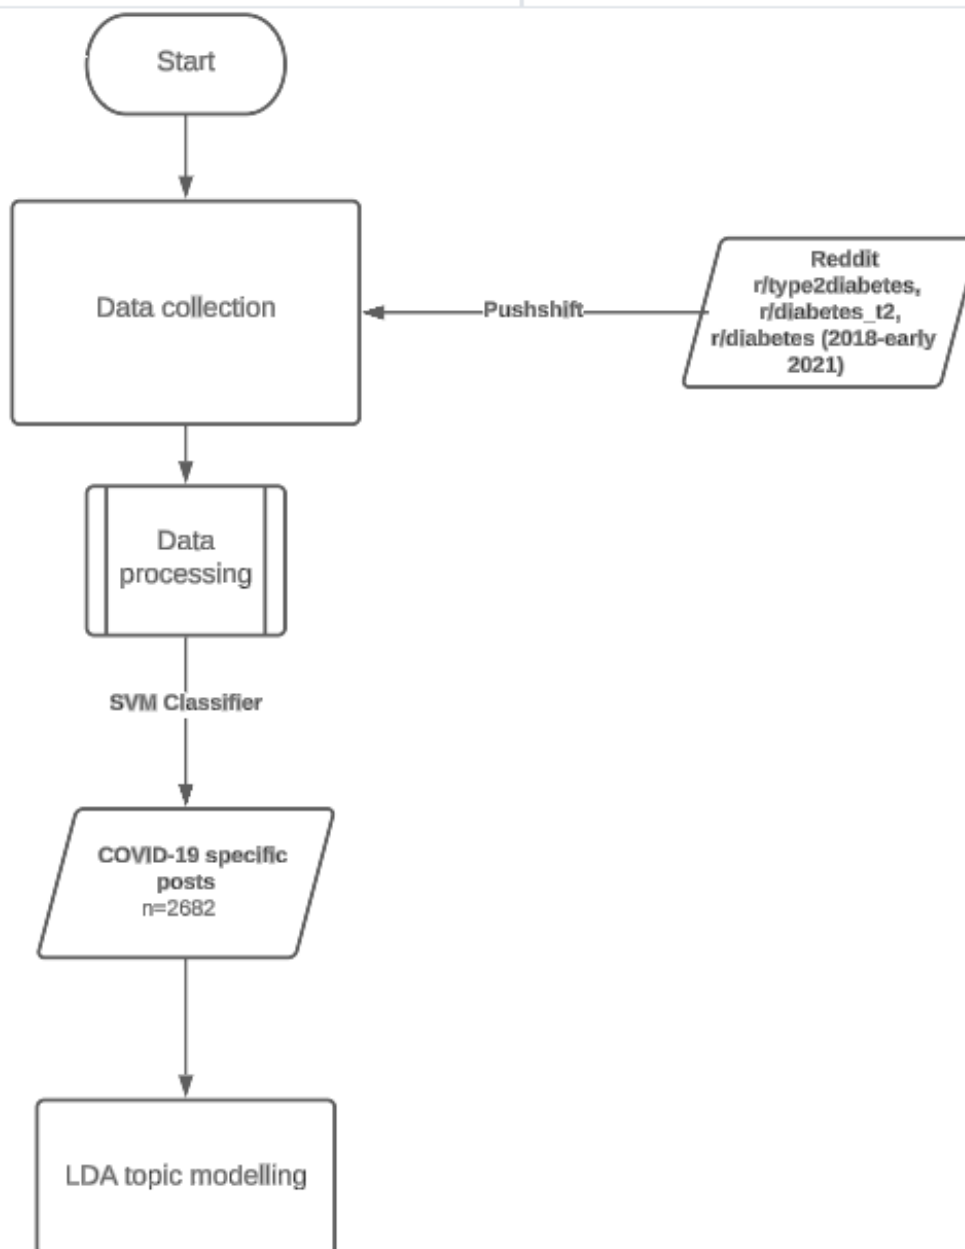 Start
Data collection
Pushshift
Reddit
r/type2diabetes,
r/diabetes_t2,
r/diabetes (2018-early
2021)
Data
processing
SVM Classifier
COVID-19 specific
posts
n=2682
LDA topic modelling